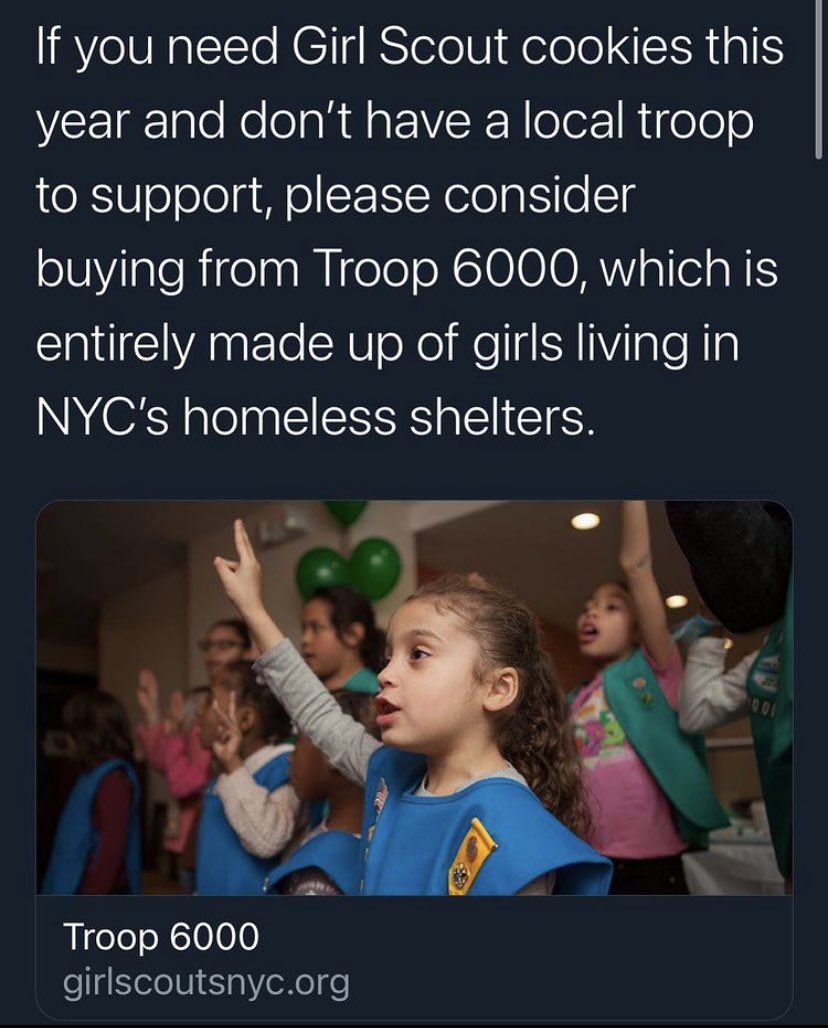 If you need Girl Scout cookies this
year and don’t have a local troop
to support, please consider
buying from Troop 6000, which is
entirely made up of girls living in
NYC’s homeless shelters.
Troop 6000
girlscoutsnyc.org